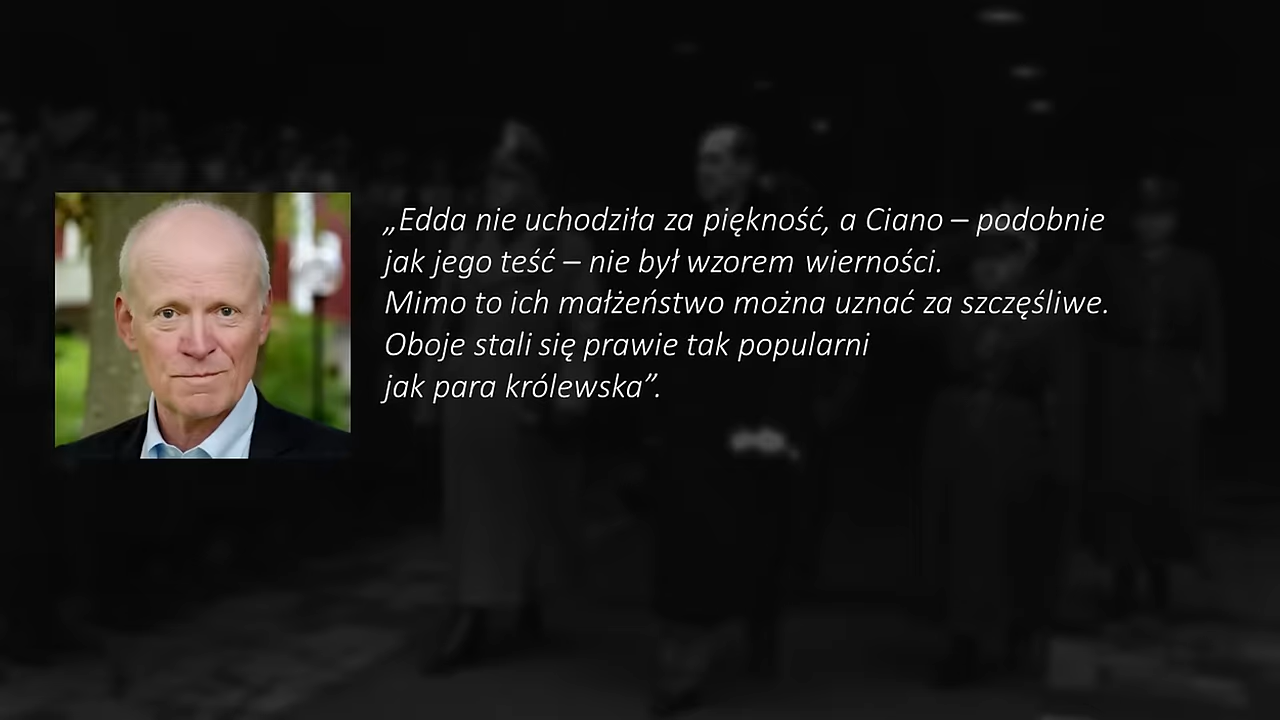 „Edda nie uchodziła za piękność, a Ciano – podobnie
jak jego teść – nie był wzorem wierności.
Mimo to ich małżeństwo można uznać za szczęśliwe.
Oboje stali się prawie tak popularni
jak para królewska”.